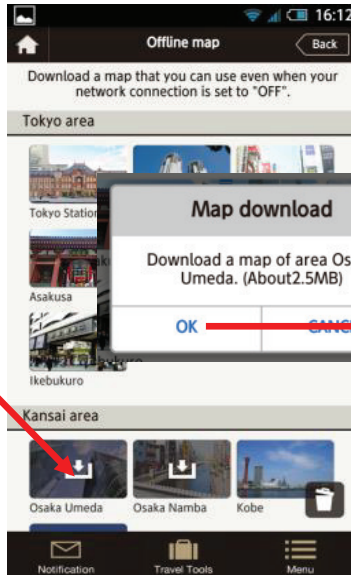 16:12
Offline map
Back
Download a map that you can use even when your
network connection is set to "OFF".
Tokyo area
Tokyo Station
Map download
Download a map of area Os
Umeda. (About2.5MB)
OK
CANCE
Asakusa
Ikebukuro
Kansai area
Osaka Umeda
Osaka Namba
Kobe
Notification
Travel Tools
Menu